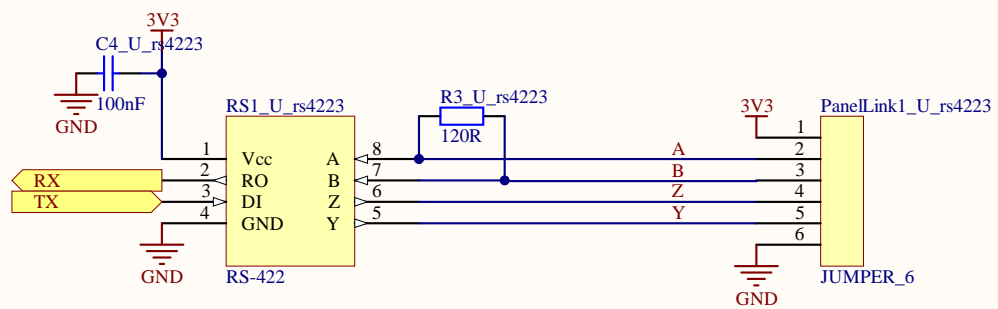 3V3
C4_U_rs4223
100nF
GND
RS1_U_rs4223
R3_U_rs4223
120R
3V3
PanelLink1_U_rs4223
1 Vcc A 8 A 1
2 RO B 7 B 2
3 DI Z 6 Z 3
4 GND Y 5 Y 4
5
6
RX
TX
GND
RS-422
GND
JUMPER_6